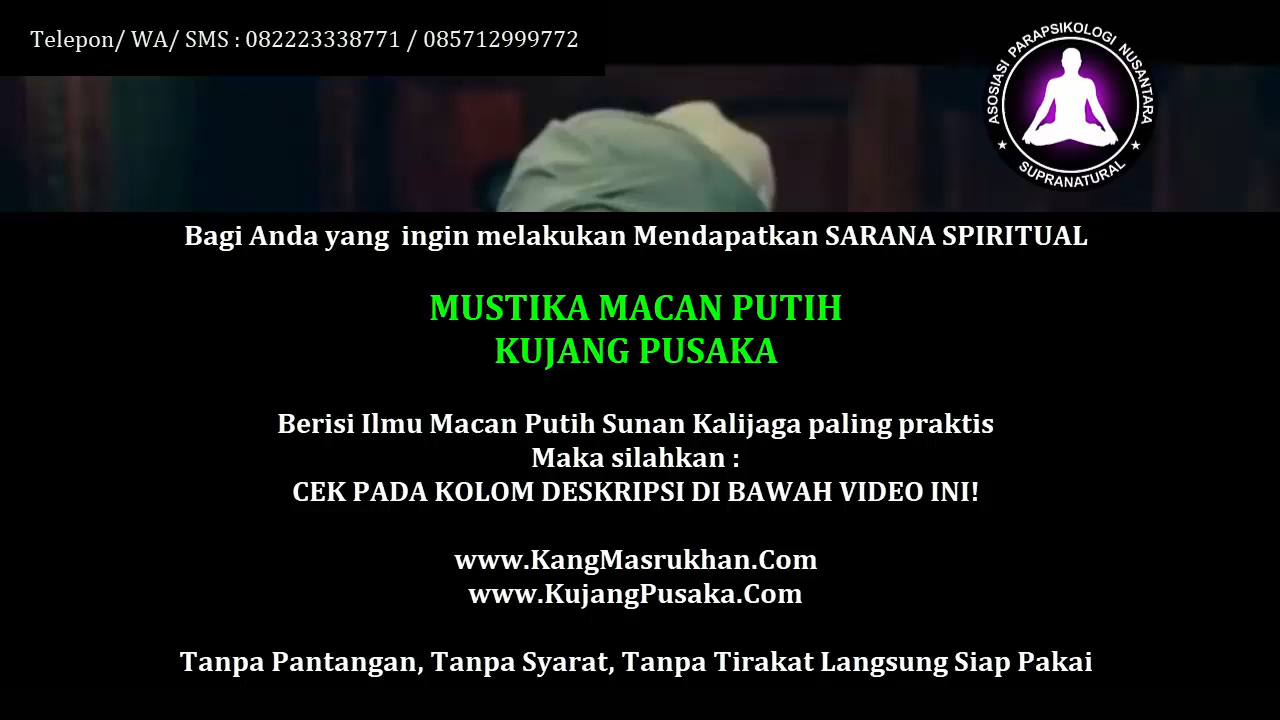 Telepon/ WA/ SMS : 082223338771 / 085712999772
ASOSIASI PARAPSIKOLOGI NUSANTARA
★ SUPRANATURAL ★
Bagi Anda yang  ingin melakukan Mendapatkan SARANA SPIRITUAL
MUSTIKA MACAN PUTIH
KUJANG PUSAKA
Berisi Ilmu Macan Putih Sunan Kalijaga paling praktis
Maka silahkan :
CEK PADA KOLOM DESKRIPSI DI BAWAH VIDEO INI!
www.KangMasrukhan.Com
www.KujangPusaka.Com
Tanpa Pantangan, Tanpa Syarat, Tanpa Tirakat Langsung Siap Pakai